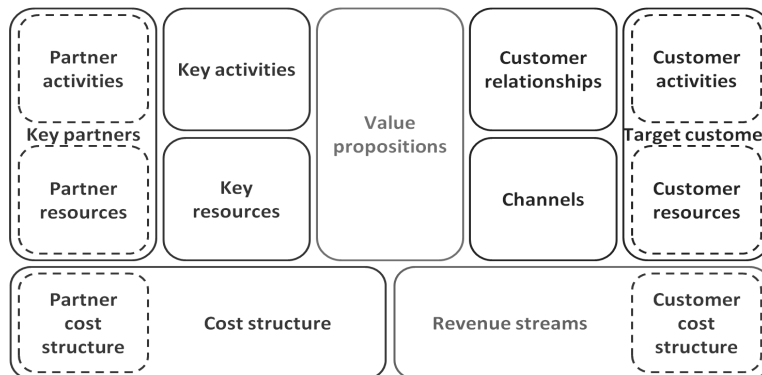 Partner
activities
Key partners
Partner
resources
Key activities
Key
resources
Value
propositions
Customer
relationships
Channels
Customer
activities
Target custome
Customer
resources
Partner
cost
structure
Cost structure
Revenue streams
Customer
cost
structure